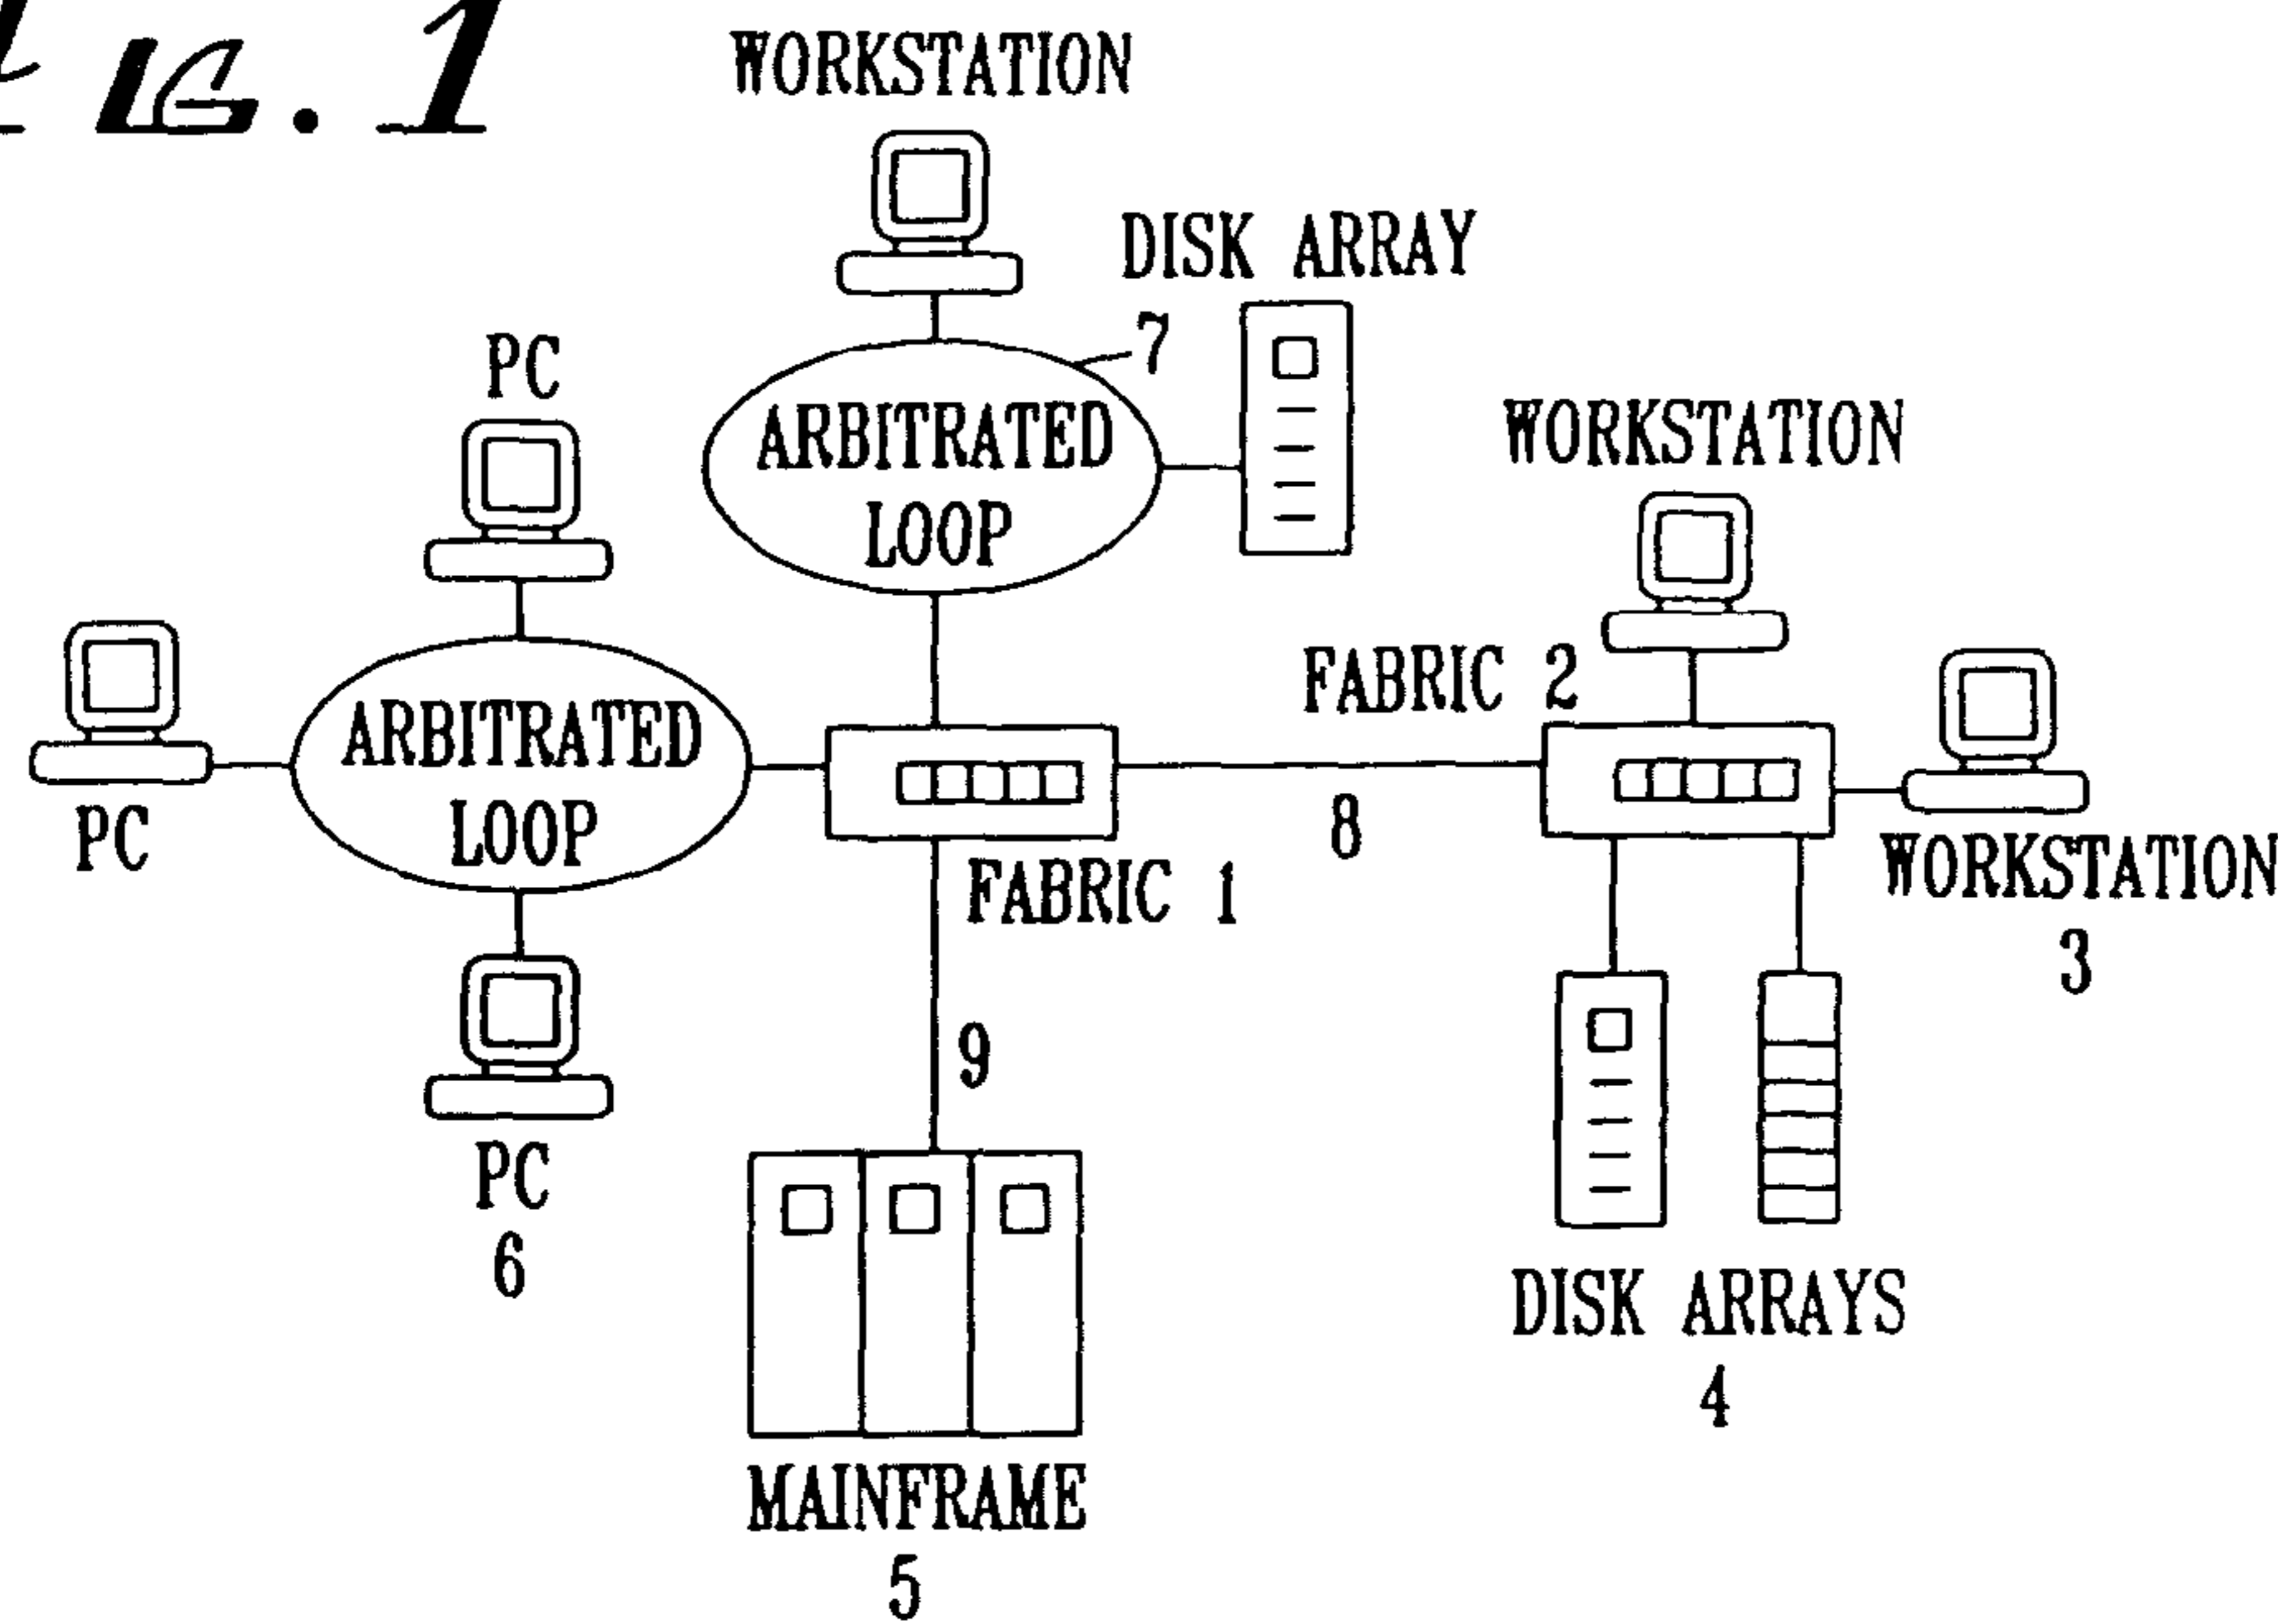 FIG. 1
WORKSTATION
DISK ARRAY
7
PC
ARBITRATED
LOOP
WORKSTATION
FABRIC 2
PC
ARBITRATED
LOOP
8
FABRIC 1
WORKSTATION
3
9
PC
6
DISK ARRAYS
4
MAINFRAME
5